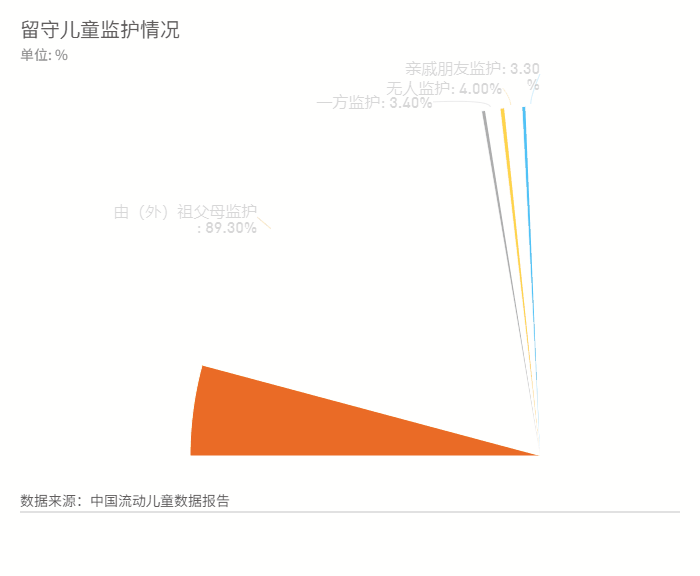 留守儿童监护情况
单位: %
亲戚朋友监护: 3.30
%
无人监护: 4.00%
一方监护: 3.40%
由（外）祖父母监护
: 89.30%
数据来源：中国流动儿童数据报告